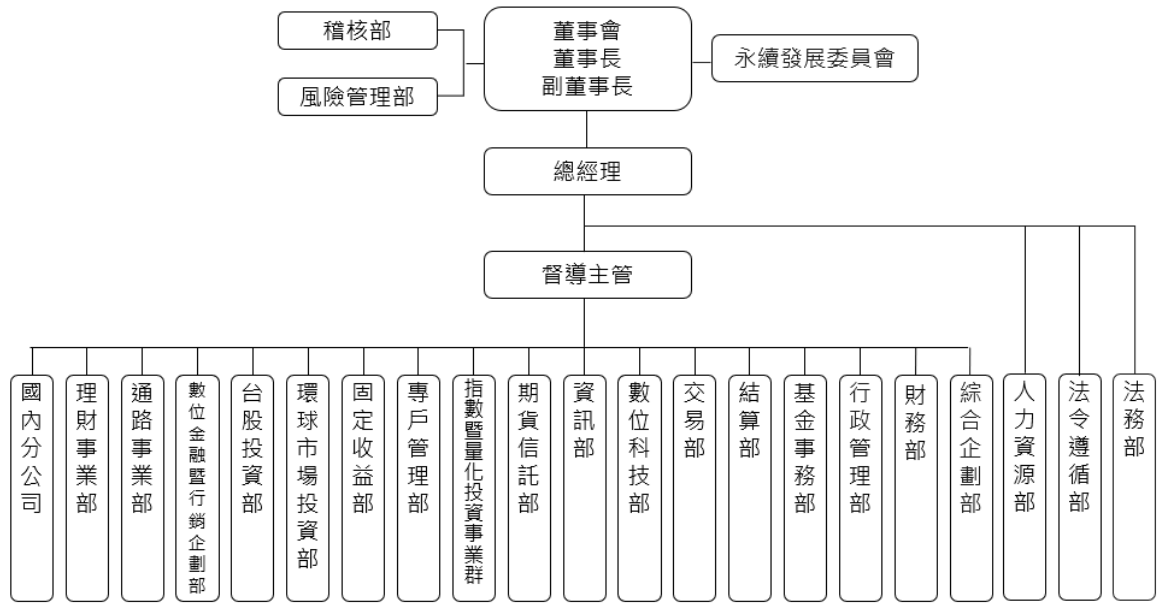 稽核部
風險管理部
董事會
董事長
副董事長
永續發展委員會
總經理
督導主管
國內分公司
理財事業部
通路事業部
數位金融暨行銷企劃部
台股投資部
環球市場投資部
固定收益部
專戶管理部
指數暨量化投資事業群
期貨信託部
資訊部
數位科技部
交易部
結算部
基金事務部
行政管理部
財務部
綜合企劃部
人力資源部
法令遵循部
法務部